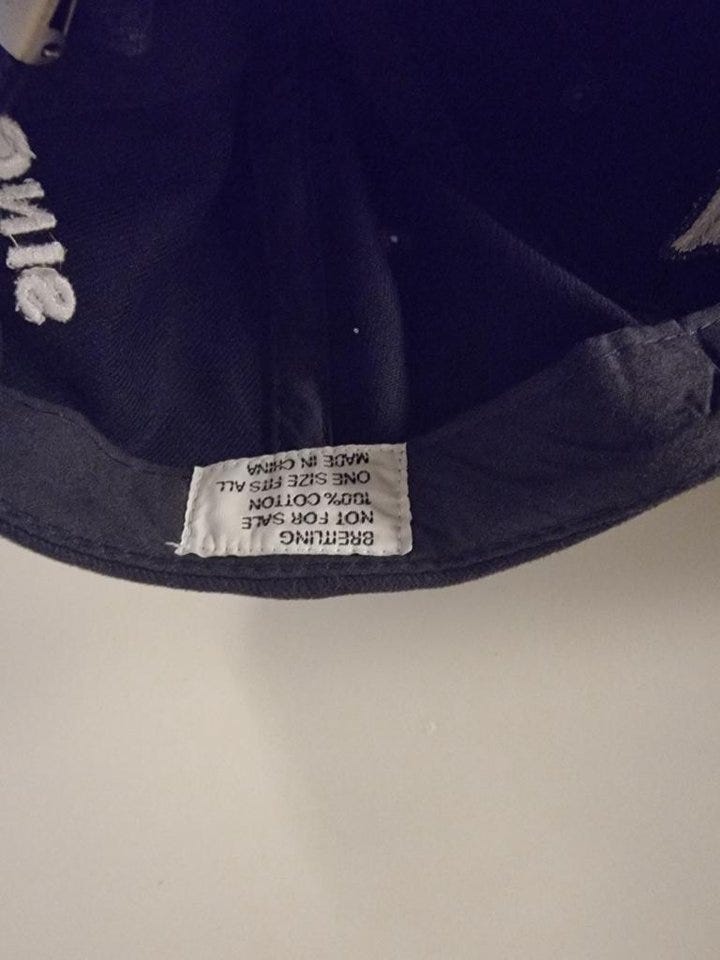 BREITLING
NOT FOR SALE
100% COTTON
ONE SIZE FITS ALL
MADE IN CHINA